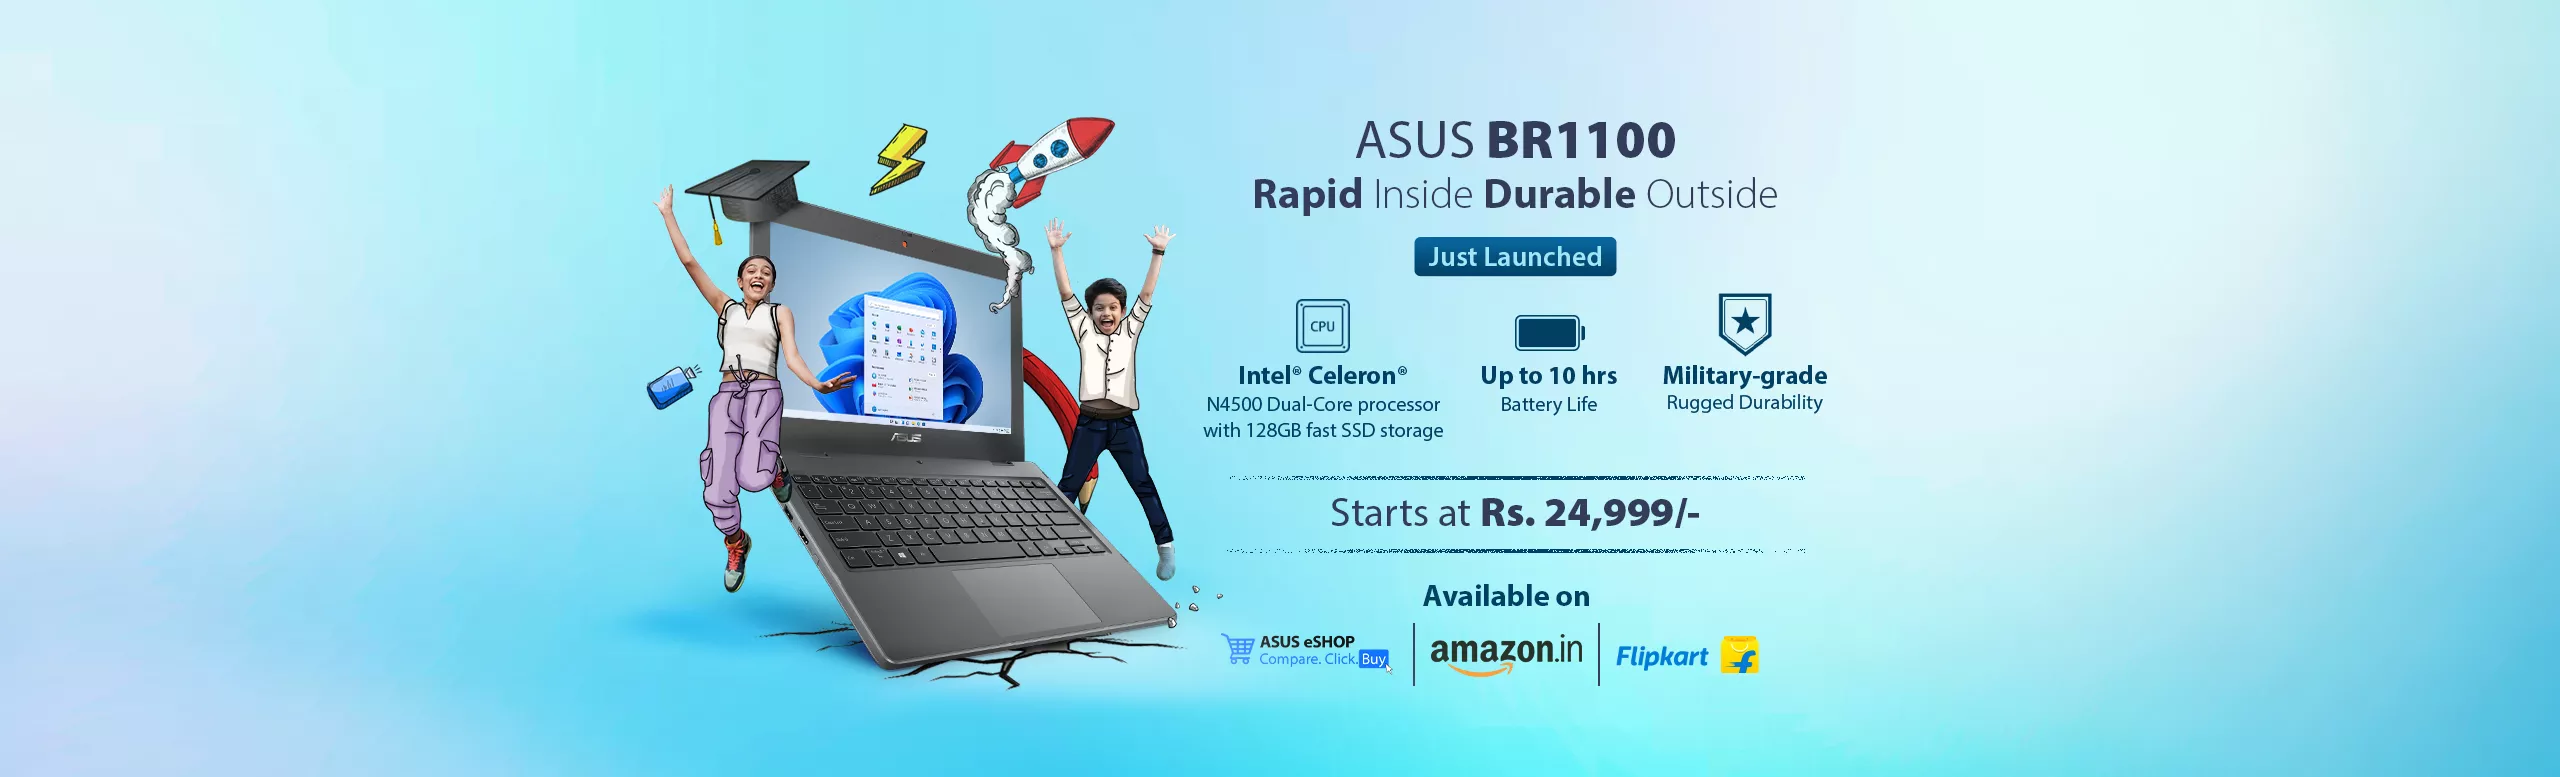 ASUS BR1100
Rapid Inside Durable Outside
Just Launched
CPU
Intel® Celeron®
N4500 Dual-Core processor
with 128GB fast SSD storage
Up to 10 hrs
Battery Life
Military-grade
Rugged Durability
Starts at Rs. 24,999/-
Available on
ASUS eSHOP
Compare. Click. Buy
amazon.in
Flipkart
ASUS